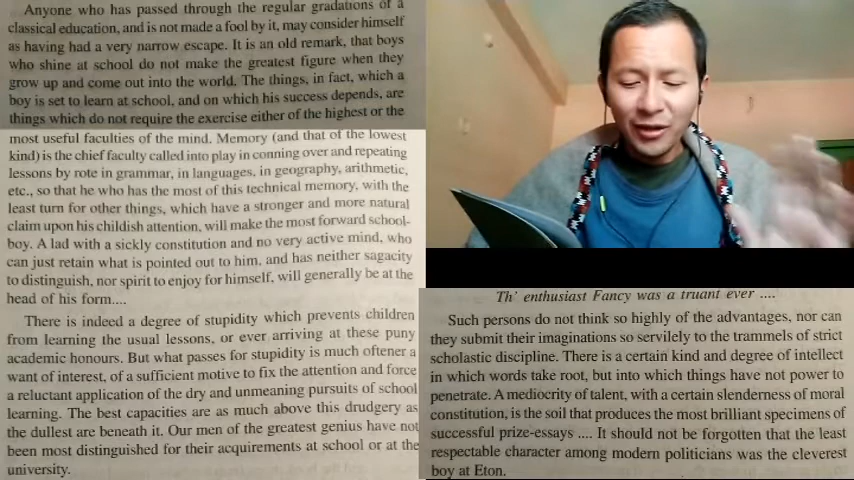 Anyone who has passed through the regular gradations of a
classical education, and is not made a fool by it, may consider himself
as having had a very narrow escape. It is an old remark, that boys
who shine at school do not make the greatest figure when they
grow up and come out into the world. The things, in fact, which a
boy is set to learn at school, and on which his success depends, are
things which do not require the exercise either of the highest or the
most useful faculties of the mind. Memory (and that of the lowest
kind) is the chief faculty called into play in conning over and repeating
lessons by rote in grammar, in languages, in geography, arithmetic,
etc., so that he who has the most of this technical memory, with the
least turn for other things, which have a stronger and more natural
claim upon his childish attention, will make the most forward school-
boy. A lad with a sickly constitution and no very active mind, who
can just retain what is pointed out to him, and has neither sagacity
to distinguish, nor spirit to enjoy for himself, will generally be at the
head of his form....
There is indeed a degree of stupidity which prevents children
from learning the usual lessons, or ever arriving at these puny
academic honours. But what passes for stupidity is much oftener a
want of interest, of a sufficient motive to fix the attention and force
a reluctant application of the dry and unmeaning pursuits of school
learning. The best capacities are as much above this drudgery as
the dullest are beneath it. Our men of the greatest genius have not
been most distinguished for their acquirements at school or at the
university.
Th' enthusiast Fancy was a truant ever ....
Such persons do not think so highly of the advantages, nor can
they submit their imaginations so servilely to the trammels of strict
scholastic discipline. There is a certain kind and degree of intellect
in which words take root, but into which things have not power to
penetrate. A mediocrity of talent, with a certain slenderness of moral
constitution, is the soil that produces the most brilliant specimens of
successful prize-essays .... It should not be forgotten that the least
respectable character among modern politicians was the cleverest
boy at Eton.